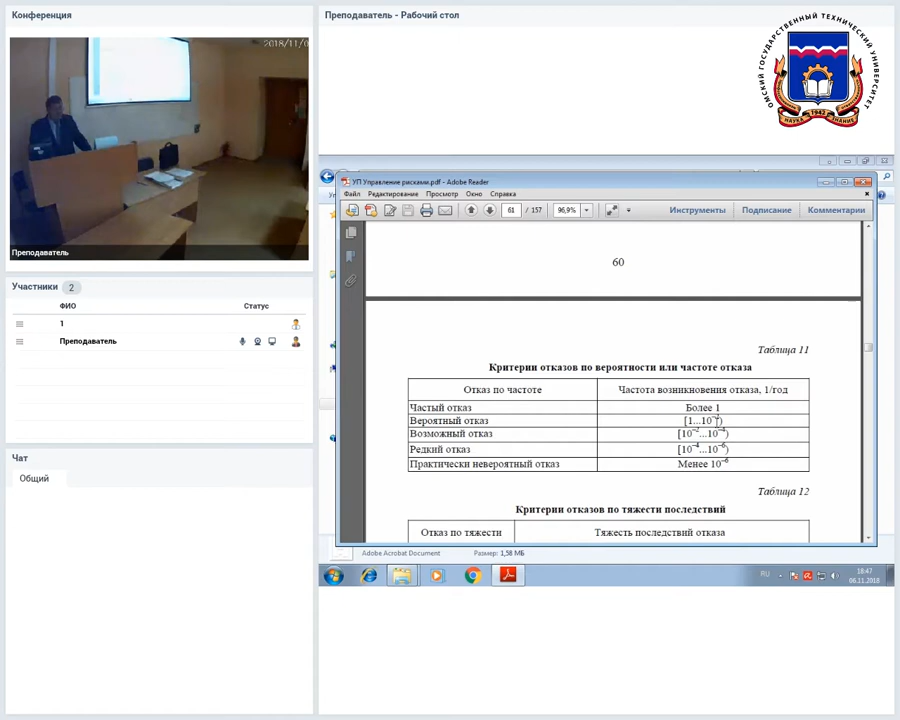 Конференция
2018/11/0
Преподаватель
Участники 2
ФИО Статус
1
Преподаватель
Чат
Общий
Преподаватель - Рабочий стол
ОМСКИЙ ГОСУДАРСТВЕННЫЙ ТЕХНИЧЕСКИЙ УНИВЕРСИТЕТ
НАУКА 1942 ЗНАНИЕ
УП Управление рисками.pdf - Adobe Reader
Файл Редактирование Просмотр Окно Справка
61 / 157 96,9% Инструменты Подписание Комментарии
60
Таблица 11
Критерии отказов по вероятности или частоте отказа
Отказ по частоте Частота возникновения отказа, 1/год
Частый отказ Более 1
Вероятный отказ [1...10⁻²)
Возможный отказ [10⁻²...10⁻⁴)
Редкий отказ [10⁻⁴...10⁻⁶)
Практически невероятный отказ Менее 10⁻⁶
Таблица 12
Критерии отказов по тяжести последствий
Отказ по тяжести Тяжесть последствий отказа
Adobe Acrobat Document Размер: 1,58 МБ
RU 18:47
06.11.2018